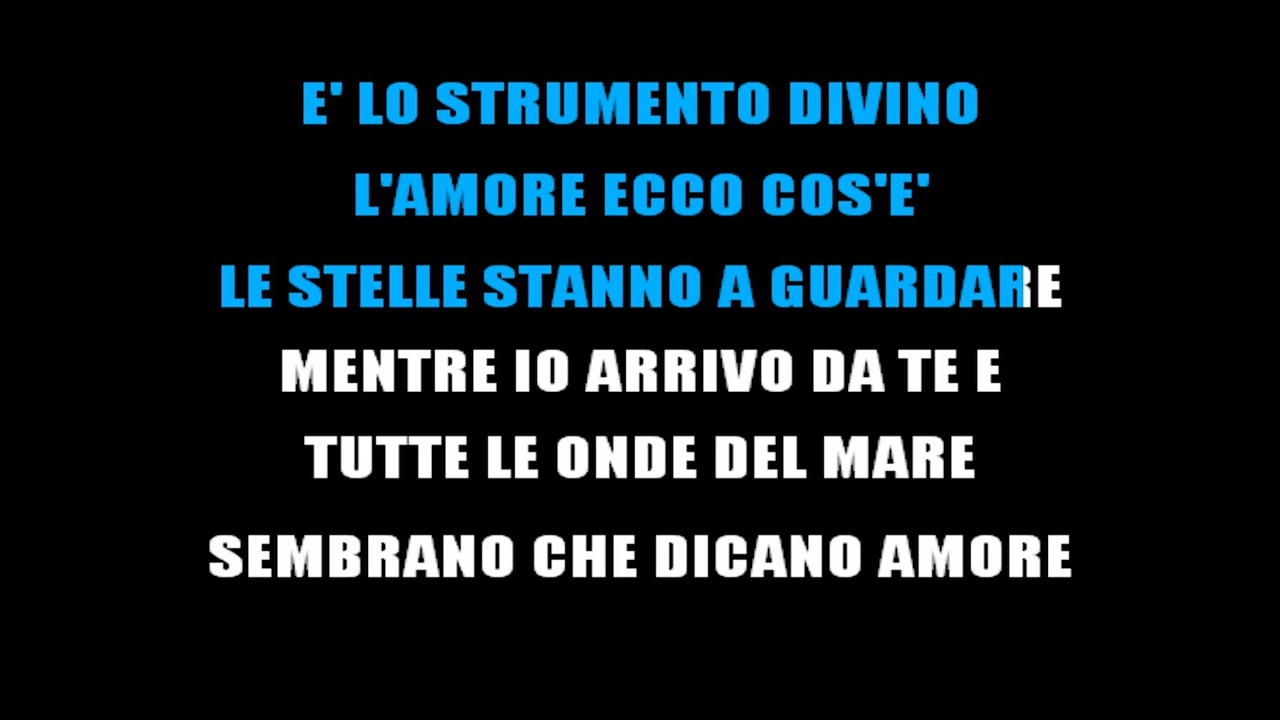 E' LO STRUMENTO DIVINO
L'AMORE ECCO COS'E'
LE STELLE STANNO A GUARDARE
MENTRE IO ARRIVO DA TE E
TUTTE LE ONDE DEL MARE
SEMBRANO CHE DICANO AMORE